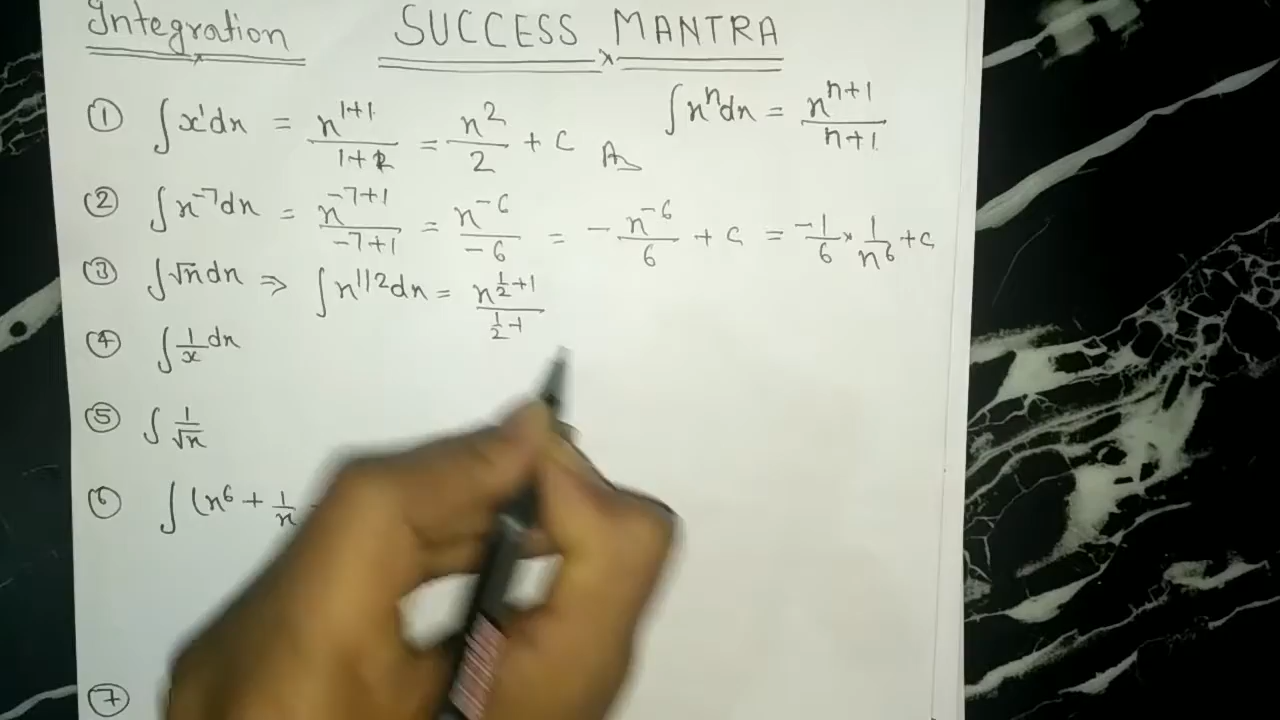 Integration SUCCESS MANTRA
∫xⁿdx = x^(n+1)/(n+1)
① ∫x¹dx = x^(1+1)/(1+1) = x²/2 + C Ans
② ∫x⁻⁷dx = x^(-7+1)/(-7+1) = x⁻⁶/-6 = -x⁻⁶/6 + C = -1/6 × 1/x⁶ + C
③ ∫√x dx ⇒ ∫x^1/2 dx = x^(1/2+1)/(1/2+
④ ∫1/x dx
⑤ ∫1/√x
⑥ ∫(x⁶ + 1/x
⑦